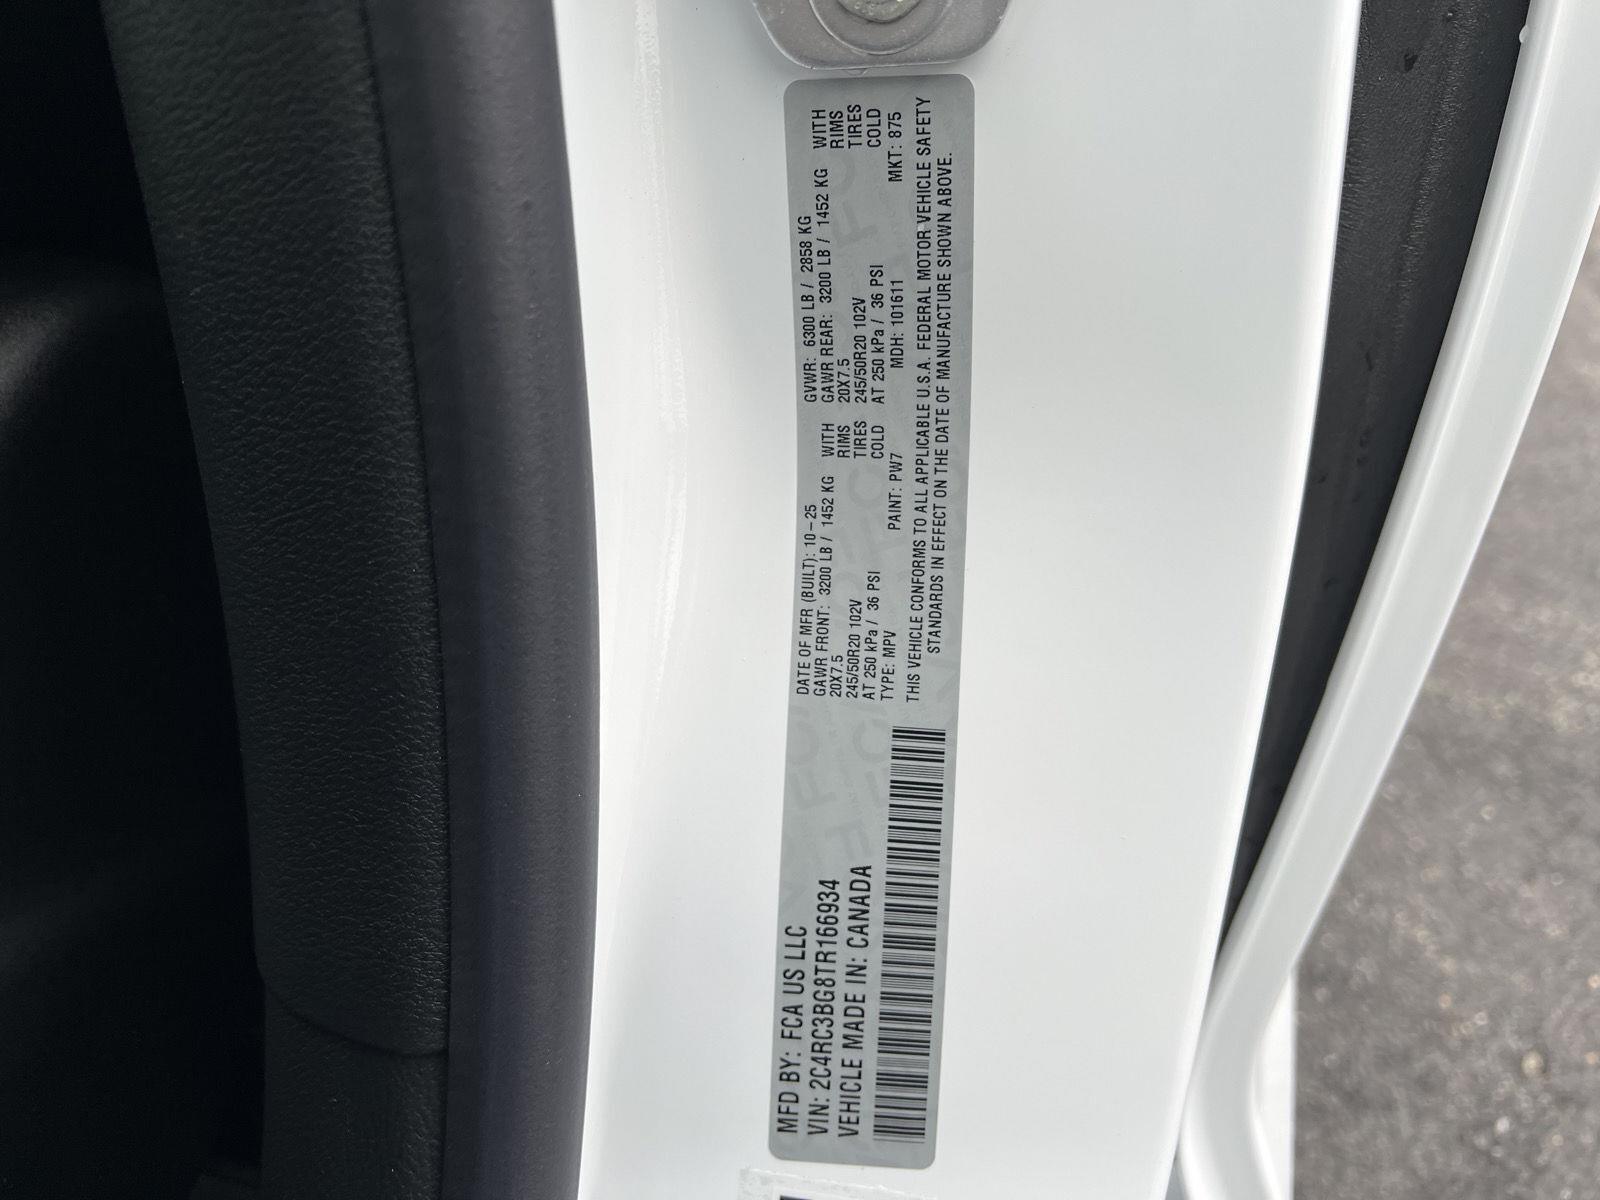 MFD BY: FCA US LLC
VIN: 2C4RC3BG8TR166934
VEHICLE MADE IN: CANADA
DATE OF MFR (BUILT): 10-25 GVWR: 6300 LB / 2858 KG
GAWR FRONT: 3200 LB / 1452 KG WITH GAWR REAR: 3200 LB / 1452 KG WITH
20X7.5 RIMS 20X7.5 RIMS
245/50R20 102V TIRES 245/50R20 102V TIRES
AT 250 kPa / 36 PSI COLD AT 250 kPa / 36 PSI COLD
TYPE: MPV PAINT: PW7 MDH: 101611 MKT: 875
THIS VEHICLE CONFORMS TO ALL APPLICABLE U.S.A. FEDERAL MOTOR VEHICLE SAFETY
STANDARDS IN EFFECT ON THE DATE OF MANUFACTURE SHOWN ABOVE.